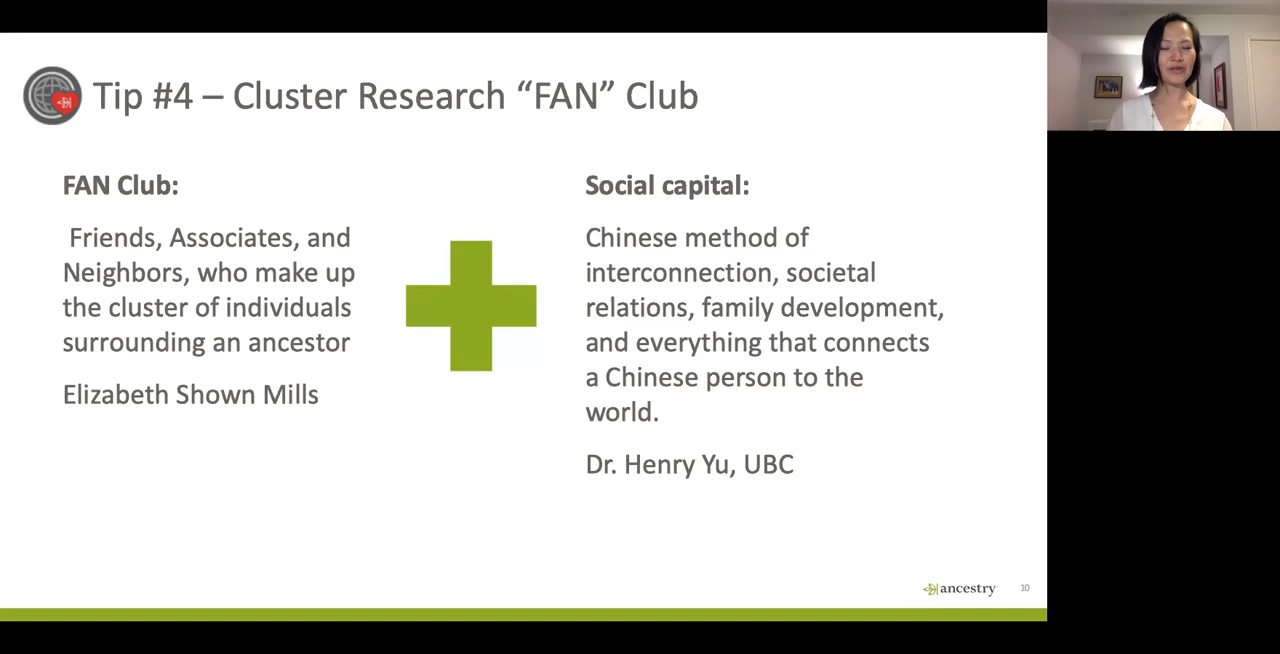 Tip #4 – Cluster Research “FAN” Club
FAN Club:
Friends, Associates, and
Neighbors, who make up
the cluster of individuals
surrounding an ancestor
Elizabeth Shown Mills
Social capital:
Chinese method of
interconnection, societal
relations, family development,
and everything that connects
a Chinese person to the
world.
Dr. Henry Yu, UBC
ancestry
10